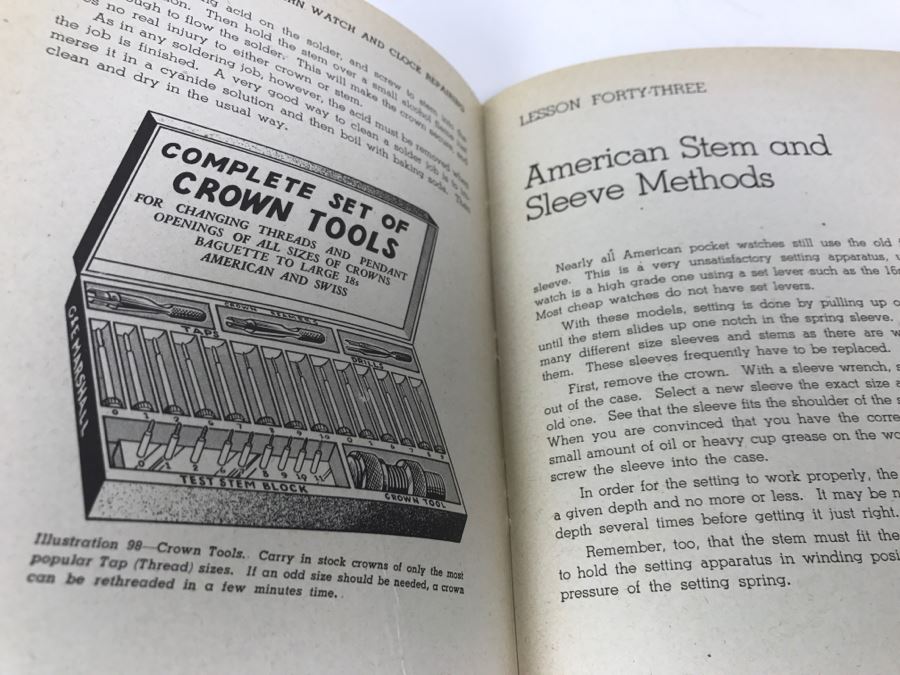 RN WATCH AND CLOCK REPAIRING
ng acid on the solder, and screw to stem into the
tion. Then hold the stem over a small alcohol flame
ough to flow the solder. This will make the crown secure and
es no real injury to either crown or stem.
As in any soldering job, however, the acid must be removed when
the job is finished. A very good way to clean a solder job is to
merse it in a cyanide solution and then boil with baking soda. Then
clean and dry in the usual way.
COMPLETE SET OF
CROWN TOOLS
FOR CHANGING THREADS AND PENDANT
OPENINGS OF ALL SIZES OF CROWNS
BAGUETTE TO LARGE 18s
AMERICAN AND SWISS
CROWN
TAPS
DRILLS
C&E MARSHALL
TEST STEM BLOCK
CROWN TOOL
Illustration 98—Crown Tools. Carry in stock crowns of only the most
popular Tap (Thread) sizes. If an odd size should be needed, a crown
can be rethreaded in a few minutes time.
LESSON FORTY-THREE
American Stem and
Sleeve Methods
Nearly all American pocket watches still use the old
sleeve. This is a very unsatisfactory setting apparatus, u
watch is a high grade one using a set lever such as the 16s
Most cheap watches do not have set levers.
With these models, setting is done by pulling up o
until the stem slides up one notch in the spring sleeve.
many different size sleeves and stems as there are w
them. These sleeves frequently have to be replaced.
First, remove the crown. With a sleeve wrench, s
out of the case. Select a new sleeve the exact size a
old one. See that the sleeve fits the shoulder of the s
When you are convinced that you have the corre
small amount of oil or heavy cup grease on the wo
screw the sleeve into the case.
In order for the setting to work properly, the
a given depth and no more or less. It may be n
depth several times before getting it just right.
Remember, too, that the stem must fit the
to hold the setting apparatus in winding posi
pressure of the setting spring.